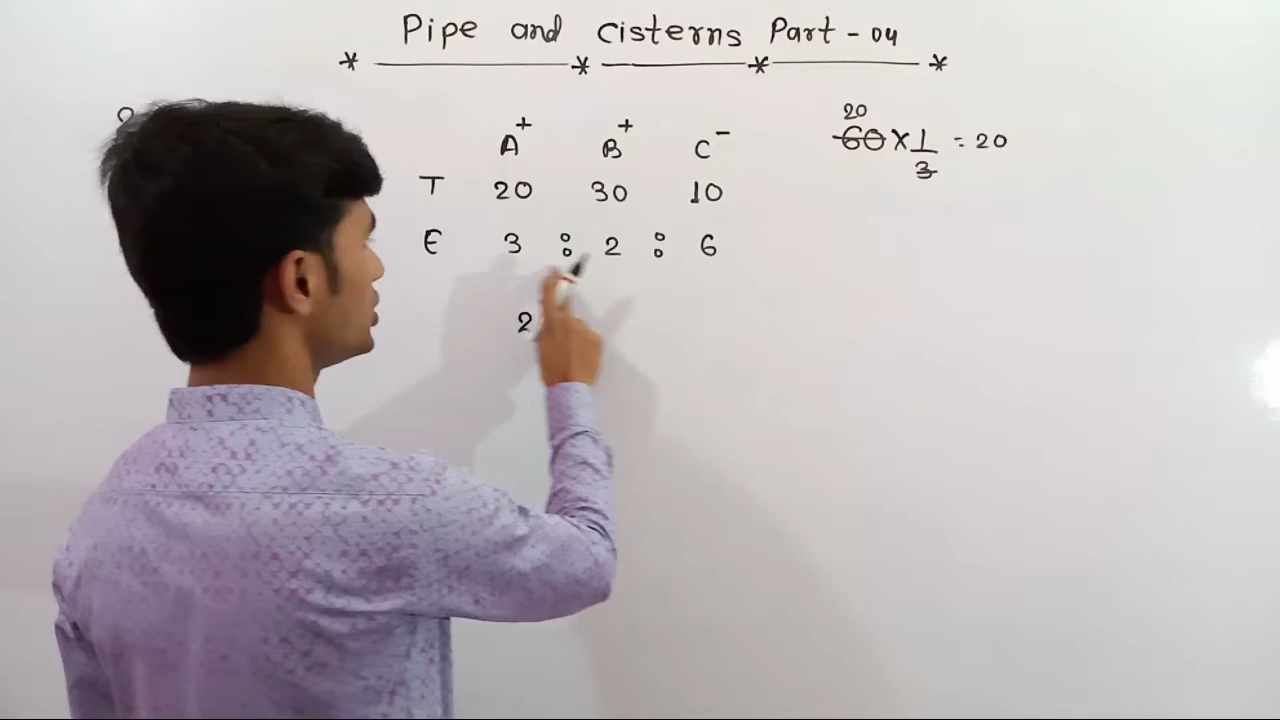 Pipe and cisterns Part - 04
* * * *
A⁺ B⁺ C⁻
T 20 30 10
E 3 : 2 : 6
2
20
60 × 1/3 = 20